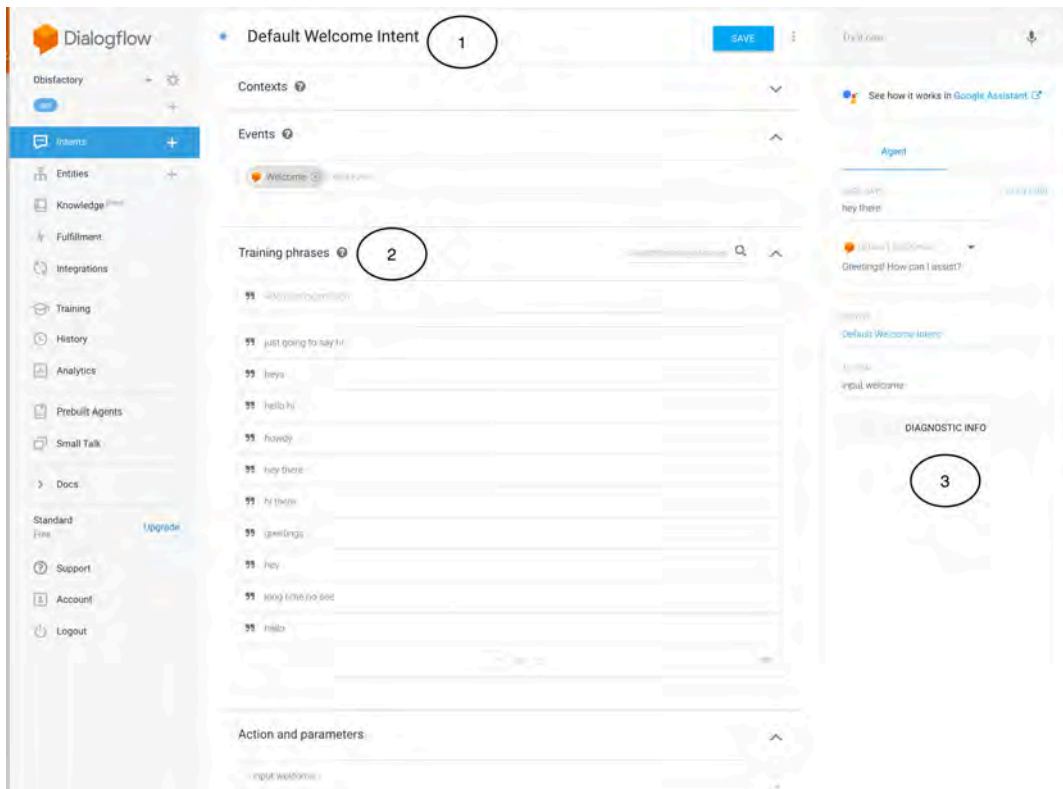 Dialogflow
Obisfactory
Intents
Entities
Knowledge
Fulfillment
Integrations
Training
History
Analytics
Prebuilt Agents
Small Talk
Docs
Standard
Free
Upgrade
Support
Account
Logout
Default Welcome Intent
1
SAVE
Contexts
Events
Welcome
Training phrases
2
just going to say hi
heya
hello hi
howdy
hey there
hi there
greetings
hey
long time no see
hello
Action and parameters
input.welcome
Try it now
See how it works in Google Assistant.
Agent
hey there
Greetings! How can I assist?
Default Welcome Intent
input.welcome
DIAGNOSTIC INFO
3